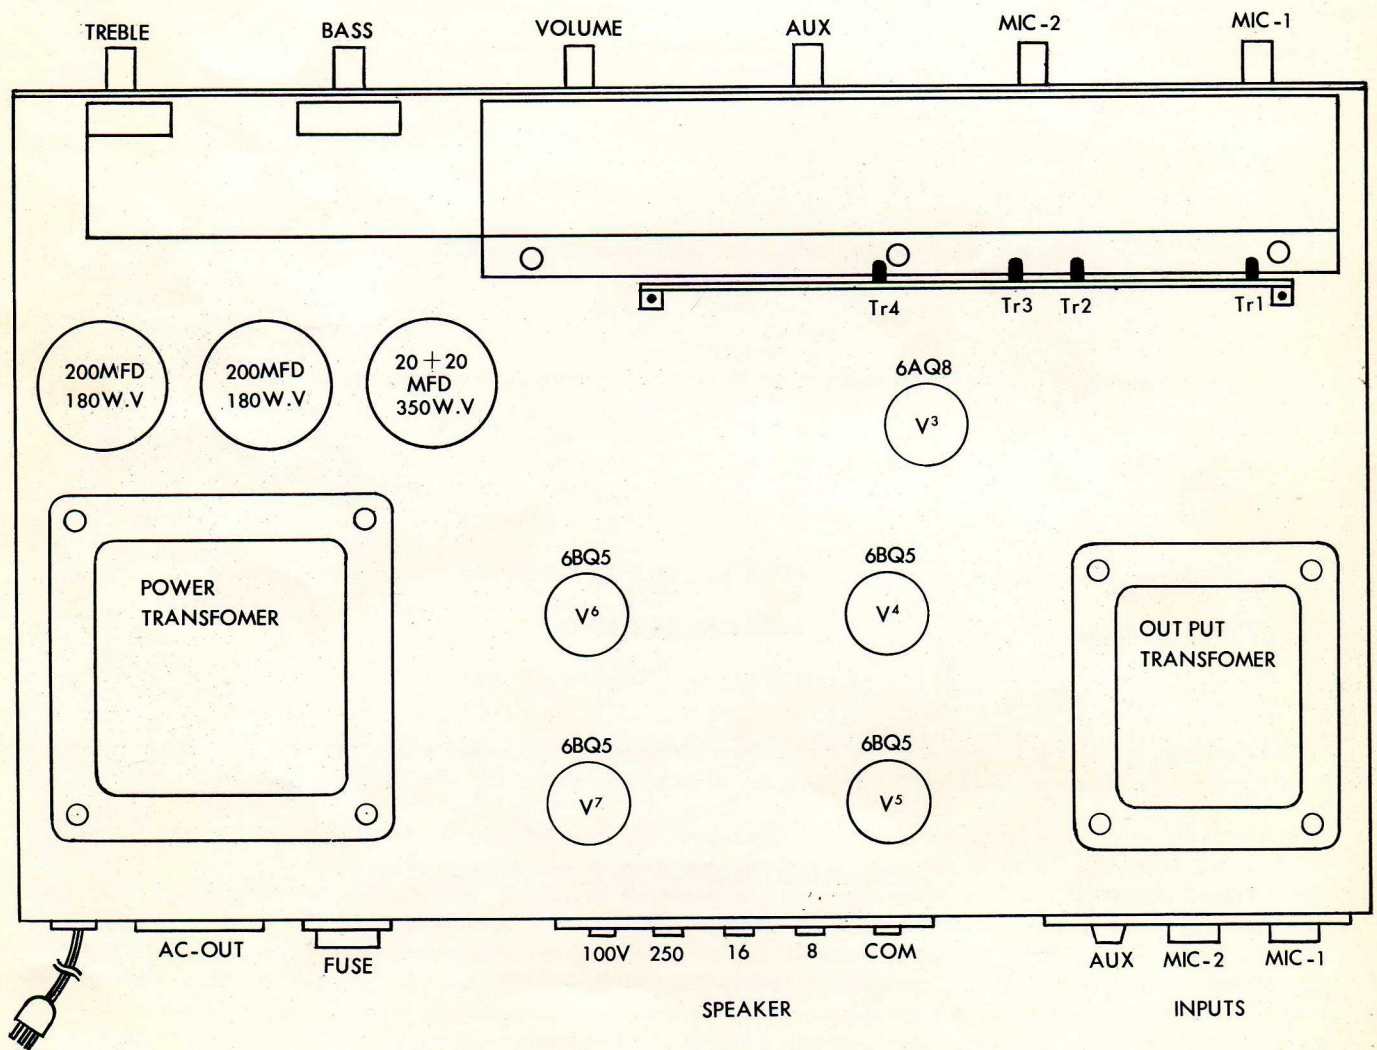 TREBLE
BASS
VOLUME
AUX
MIC-2
MIC-1
Tr4
Tr3
Tr2
Tr1
200MFD
180W.V
200MFD
180W.V
20+20
MFD
350W.V
6AQ8
V³
6BQ5
V⁶
6BQ5
V⁴
POWER
TRANSFOMER
OUT PUT
TRANSFOMER
6BQ5
V⁷
6BQ5
V⁵
AC-OUT
FUSE
100V
250
16
8
COM
SPEAKER
AUX
MIC-2
MIC-1
INPUTS